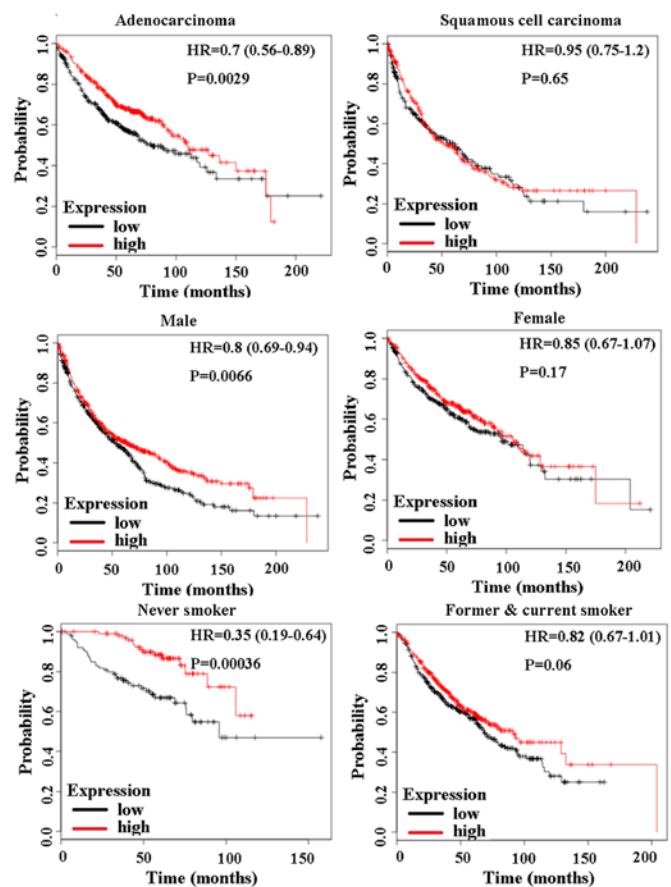 Adenocarcinoma
HR=0.7 (0.56-0.89)
P=0.0029
Probability
0.0 0.2 0.4 0.6 0.8 1.0
Expression
low
high
0 50 100 150 200
Time (months)
Squamous cell carcinoma
HR=0.95 (0.75-1.2)
P=0.65
Probability
0.0 0.2 0.4 0.6 0.8 1.0
Expression
low
high
0 50 100 150 200
Time (months)
Male
HR=0.8 (0.69-0.94)
P=0.0066
Probability
0.0 0.2 0.4 0.6 0.8 1.0
Expression
low
high
0 50 100 150 200
Time (months)
Female
HR=0.85 (0.67-1.07)
P=0.17
Probability
0.0 0.2 0.4 0.6 0.8 1.0
Expression
low
high
0 50 100 150 200
Time (months)
Never smoker
HR=0.35 (0.19-0.64)
P=0.00036
Probability
0.0 0.2 0.4 0.6 0.8 1.0
Expression
low
high
0 50 100 150
Time (months)
Former & current smoker
HR=0.82 (0.67-1.01)
P=0.06
Probability
0.0 0.2 0.4 0.6 0.8 1.0
Expression
low
high
0 50 100 150 200
Time (months)